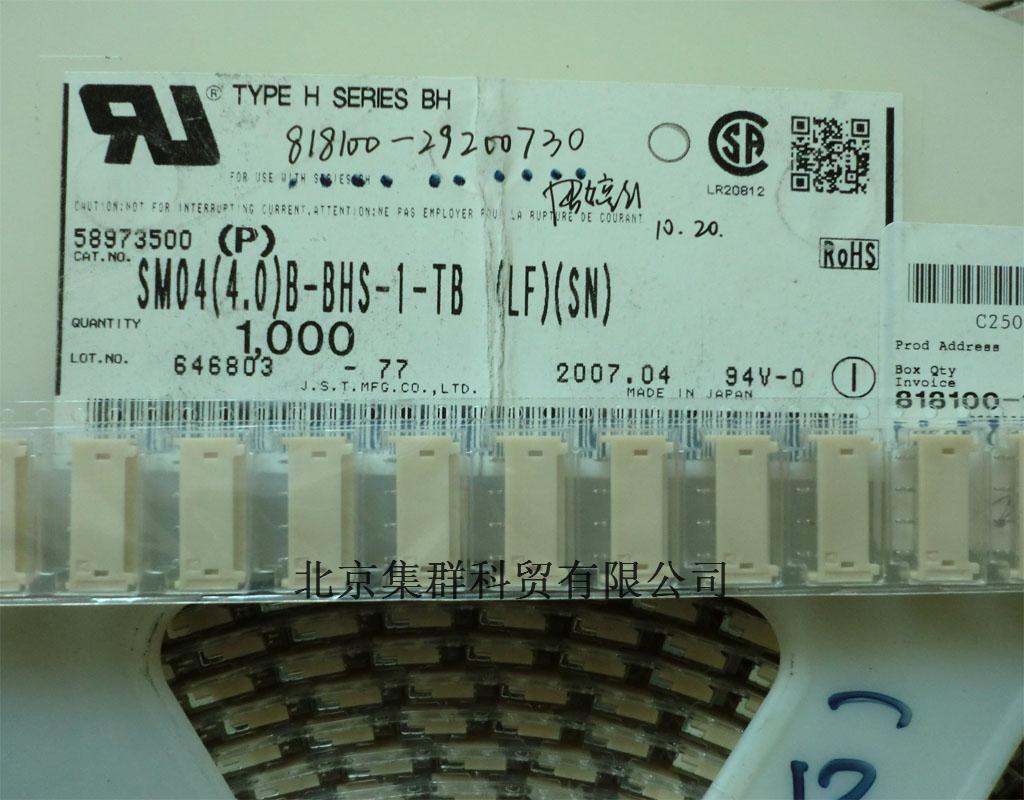 ® TYPE H SERIES BH
818100-29200730
FOR USE WITH SERIES BH
CAUTION:NOT FOR INTERRUPTING CURRENT,ATTENTION:NE PAS EMPLOYER POUR LA RUPTURE DE COURANT
10.20.
LR20812
58973500 (P)
CAT.NO.
SM04(4.0)B-BHS-1-TB (LF)(SN)
RoHS
QUANTITY
1,000
LOT.NO. 646803 - 77
2007.04 94V-0
J.S.T.MFG.CO.,LTD.
MADE IN JAPAN
C250
Prod Address
Box Qty
Invoice
818100-
北京集群科贸有限公司
12)